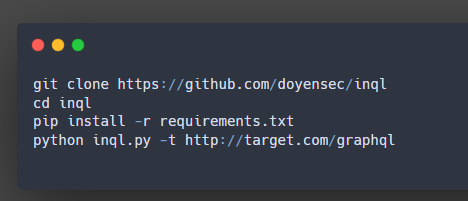 git clone https://github.com/doyensec/inql
cd inql
pip install -r requirements.txt
python inql.py -t http://target.com/graphql